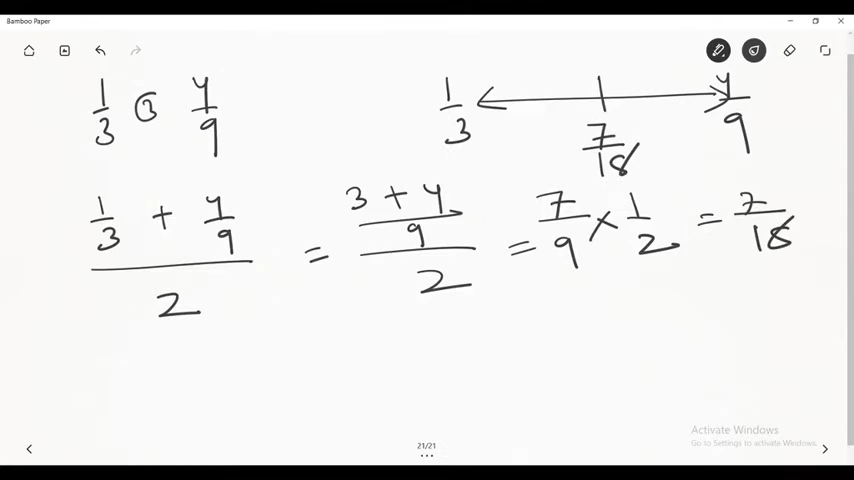 Bamboo Paper
1/3 3 4/9
1/3 7/18 4/9
(1/3 + 4/9)/2 = ((3 + 4)/9)/2 = 7/9 × 1/2 = 7/18
21/21
Activate Windows
Go to Settings to activate Windows.